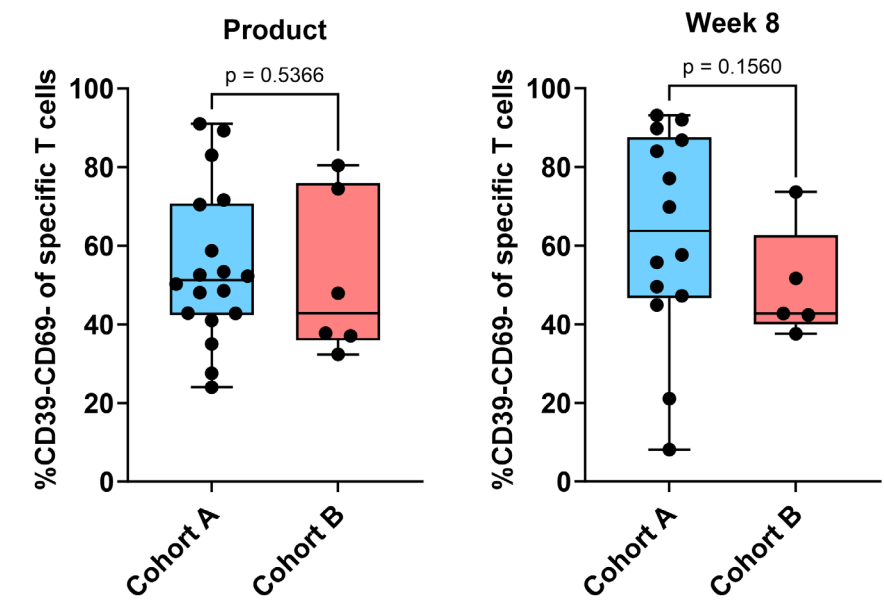 Product
p = 0.5366
%CD39-CD69- of specific T cells
100
80
60
40
20
0
Cohort A
Cohort B
Week 8
p = 0.1560
%CD39-CD69- of specific T cells
100
80
60
40
20
0
Cohort A
Cohort B